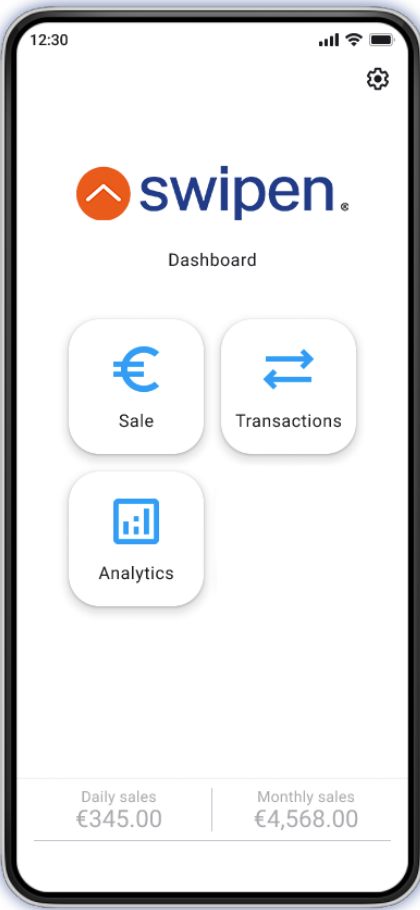 12:30
swipen
Dashboard
€
Sale
Transactions
Analytics
Daily sales
Monthly sales
€345.00
€4,568.00